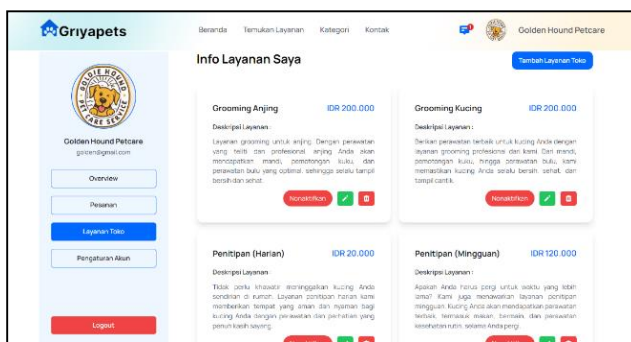 Griyapets
Beranda Temukan Layanan Kategori Kontak
Golden Hound Petcare
GOLDIE HOUND
PET CARE SERVICE
Golden Hound Petcare
golden@gmail.com
Overview
Pesanan
Layanan Toko
Pengaturan Akun
Logout
Info Layanan Saya
Tambah Layanan Toko
Grooming Anjing IDR 200.000
Deskripsi Layanan :
Layanan grooming untuk anjing. Dengan perawatan
yang teliti dan profesional, anjing Anda akan
mendapatkan mandi, pemotongan kuku, dan
perawatan bulu yang optimal, sehingga selalu tampil
bersih dan sehat.
Nonaktifkan
Grooming Kucing IDR 200.000
Deskripsi Layanan :
Berikan perawatan terbaik untuk kucing Anda dengan
layanan grooming profesional dari kami. Dari mandi,
pemotongan kuku, hingga perawatan bulu, kami
memastikan kucing Anda selalu bersih, sehat, dan
tampil cantik.
Nonaktifkan
Penitipan (Harian) IDR 20.000
Deskripsi Layanan :
Tidak perlu khawatir meninggalkan kucing Anda
sendirian di rumah. Layanan penitipan harian kami
memberikan tempat yang aman dan nyaman bagi
kucing Anda dengan perawatan dan perhatian yang
penuh kasih sayang.
Penitipan (Mingguan) IDR 120.000
Deskripsi Layanan :
Apakah Anda harus pergi untuk waktu yang lebih
lama? Kami juga menawarkan layanan penitipan
mingguan. Kucing Anda akan mendapatkan perawatan
terbaik, termasuk makan, bermain, dan perawatan
kesehatan rutin, selama Anda pergi.